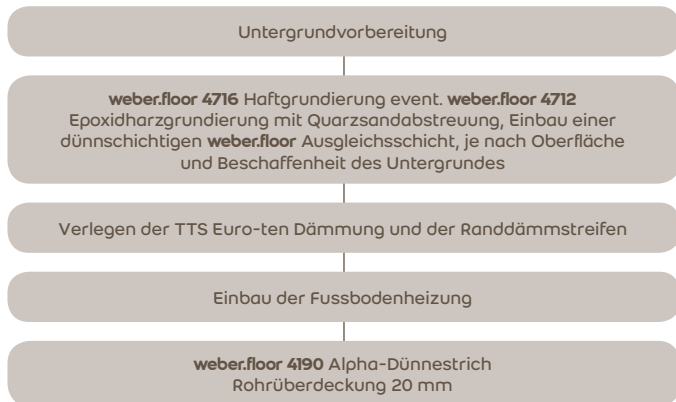 Untergrundvorbereitung
weber.floor 4716 Haftgrundierung event. weber.floor 4712
Epoxidharzgrundierung mit Quarzsandabstreuung, Einbau einer
dünnschichtigen weber.floor Ausgleichsschicht, je nach Oberfläche
und Beschaffenheit des Untergrundes
Verlegen der TTS Euro-ten Dämmung und der Randdämmstreifen
Einbau der Fussbodenheizung
weber.floor 4190 Alpha-Dünnestrich
Rohrüberdeckung 20 mm